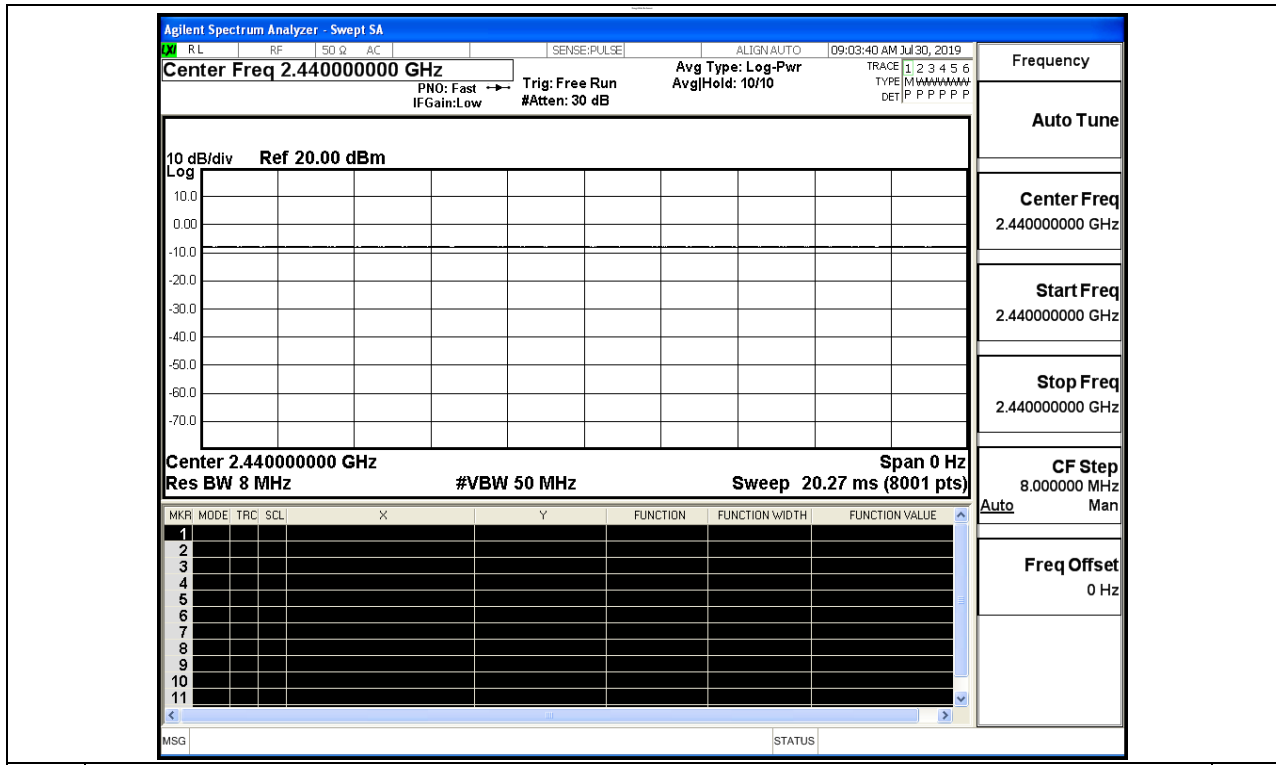 Agilent Spectrum Analyzer - Swept SA
LXI RL RF 50 Ω AC SENSE:PULSE ALIGN AUTO 09:03:40 AM Jul 30, 2019
Center Freq 2.440000000 GHz
PNO: Fast
IFGain:Low
Trig: Free Run
#Atten: 30 dB
Avg Type: Log-Pwr
Avg|Hold: 10/10
TRACE 1 2 3 4 5 6
TYPE M W W W W W
DET P P P P P P
10 dB/div Ref 20.00 dBm
Log
10.0
0.00
-10.0
-20.0
-30.0
-40.0
-50.0
-60.0
-70.0
Center 2.440000000 GHz Span 0 Hz
Res BW 8 MHz #VBW 50 MHz Sweep 20.27 ms (8001 pts)
MKR MODE TRC SCL X Y FUNCTION FUNCTION WIDTH FUNCTION VALUE
1
2
3
4
5
6
7
8
9
10
11
MSG STATUS
Frequency
Auto Tune
Center Freq
2.440000000 GHz
Start Freq
2.440000000 GHz
Stop Freq
2.440000000 GHz
CF Step
8.000000 MHz
Auto Man
Freq Offset
0 Hz